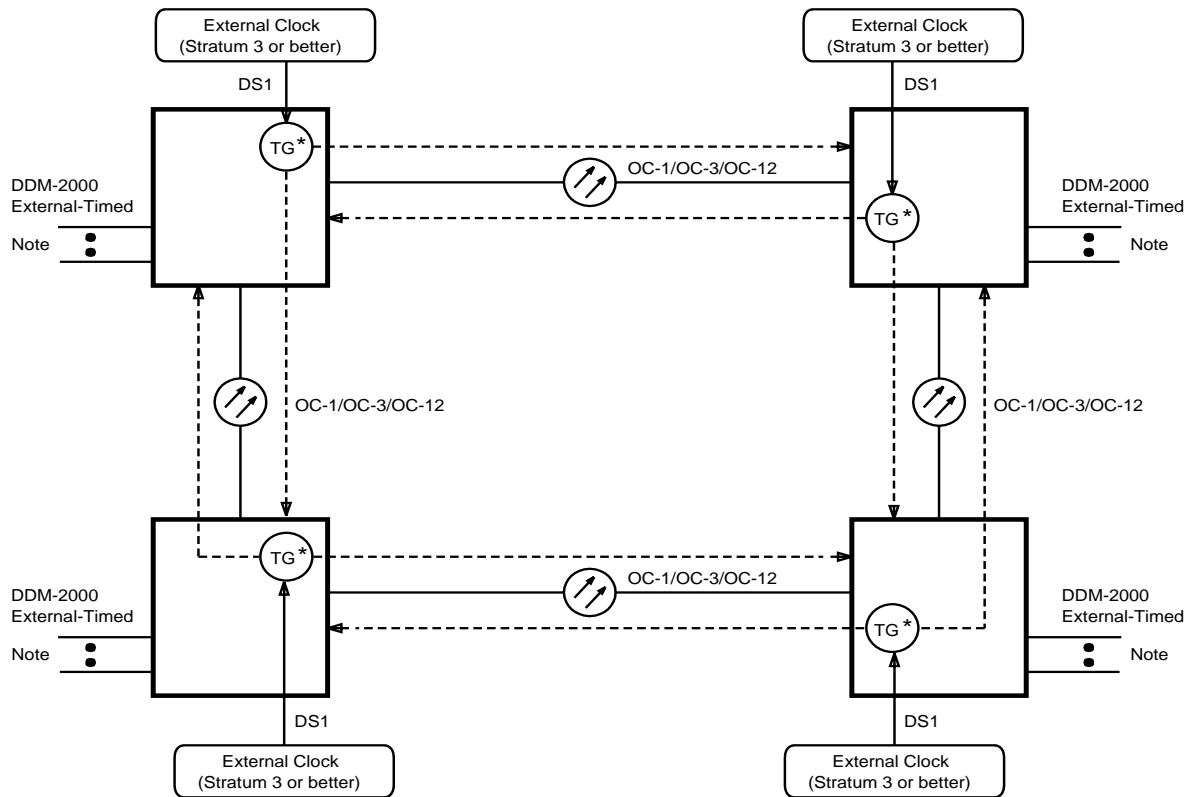 External Clock
(Stratum 3 or better)
External Clock
(Stratum 3 or better)
DS1
DS1
TG*
OC-1/OC-3/OC-12
DDM-2000
External-Timed
Note
TG*
DDM-2000
External-Timed
Note
OC-1/OC-3/OC-12
OC-1/OC-3/OC-12
TG*
OC-1/OC-3/OC-12
DDM-2000
External-Timed
Note
TG*
DDM-2000
External-Timed
Note
DS1
DS1
External Clock
(Stratum 3 or better)
External Clock
(Stratum 3 or better)